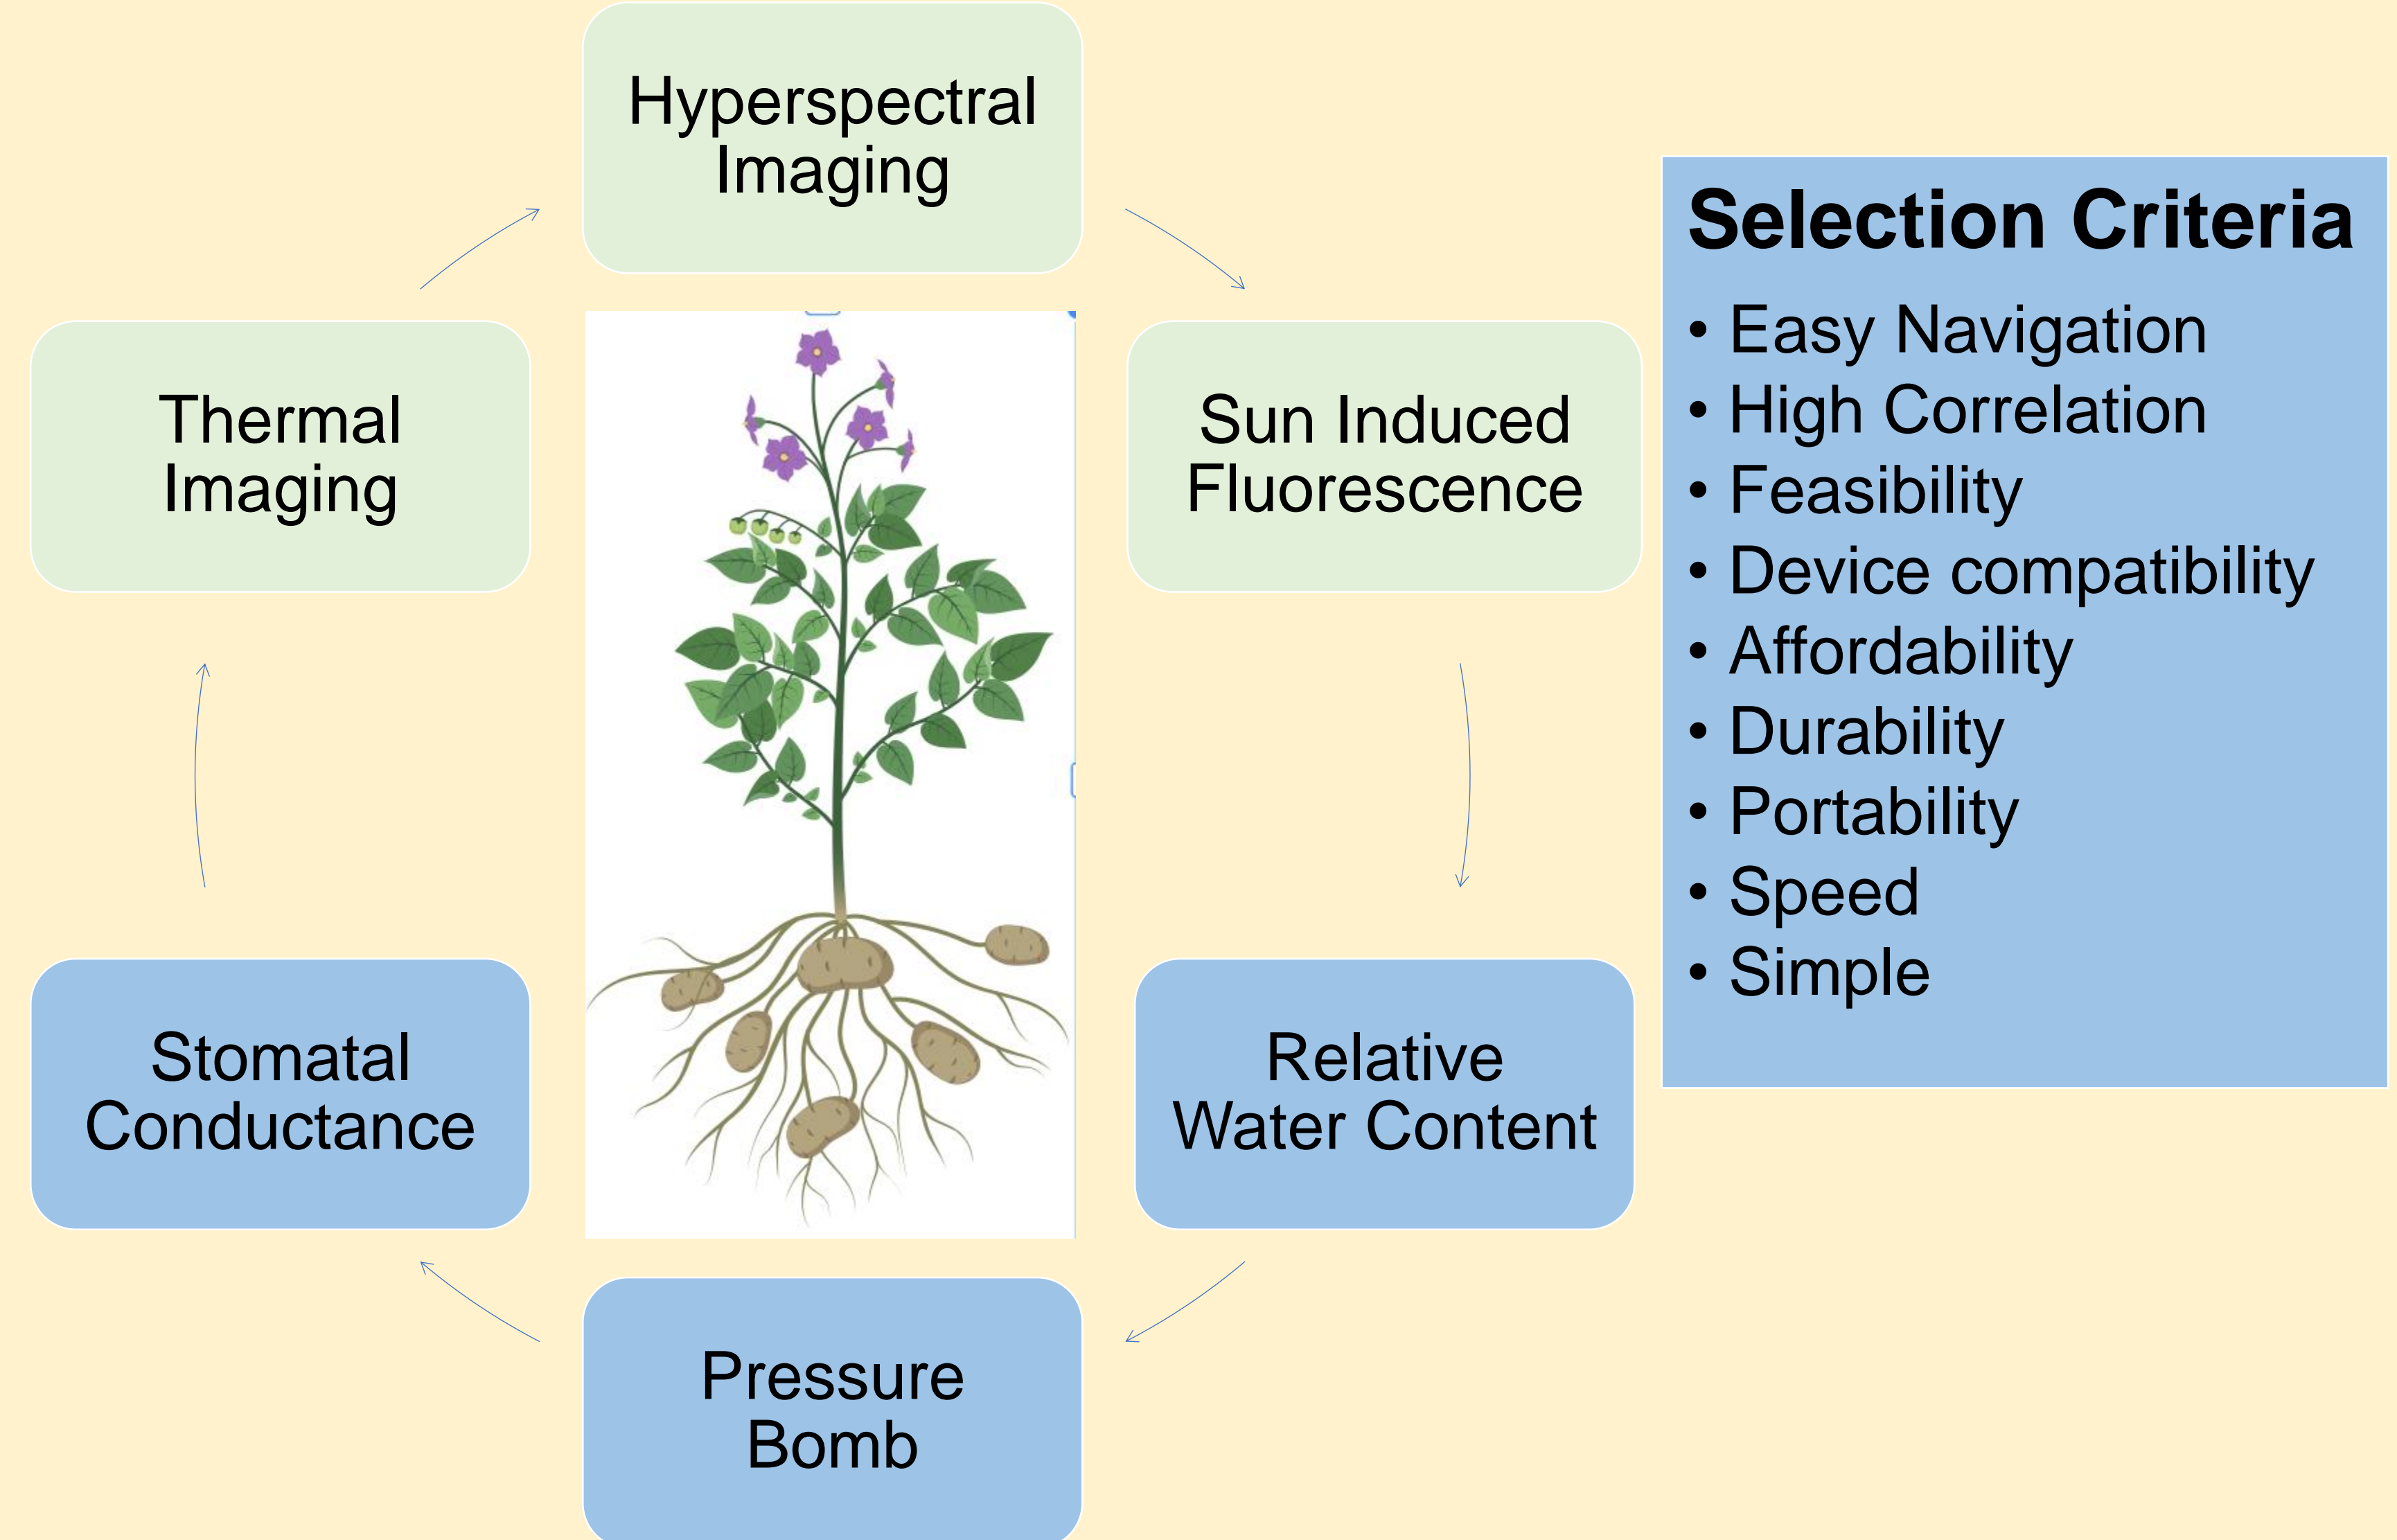 Hyperspectral
Imaging
Thermal
Imaging
Sun Induced
Fluorescence
Stomatal
Conductance
Relative
Water Content
Pressure
Bomb
Selection Criteria
• Easy Navigation
• High Correlation
• Feasibility
• Device compatibility
• Affordability
• Durability
• Portability
• Speed
• Simple